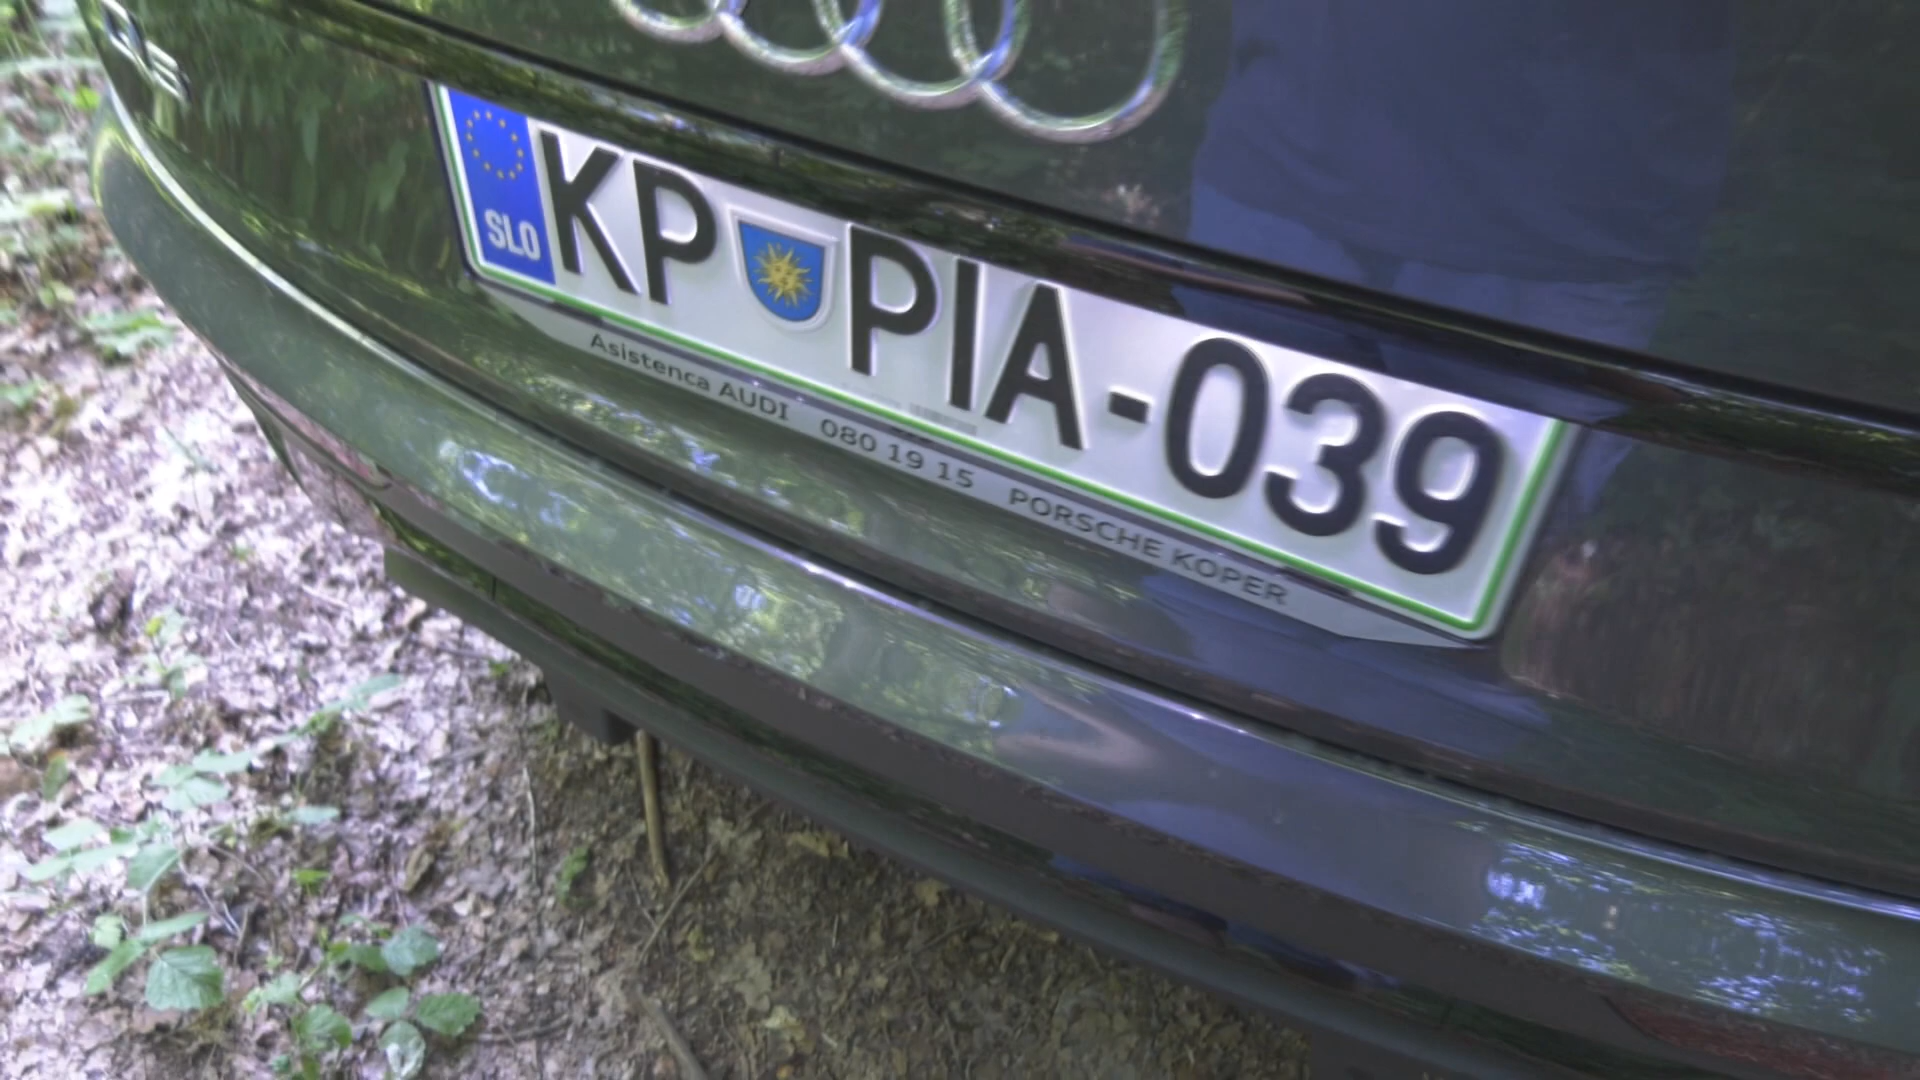 SLO
KP PIA-039
Asistenca AUDI 080 19 15 PORSCHE KOPER